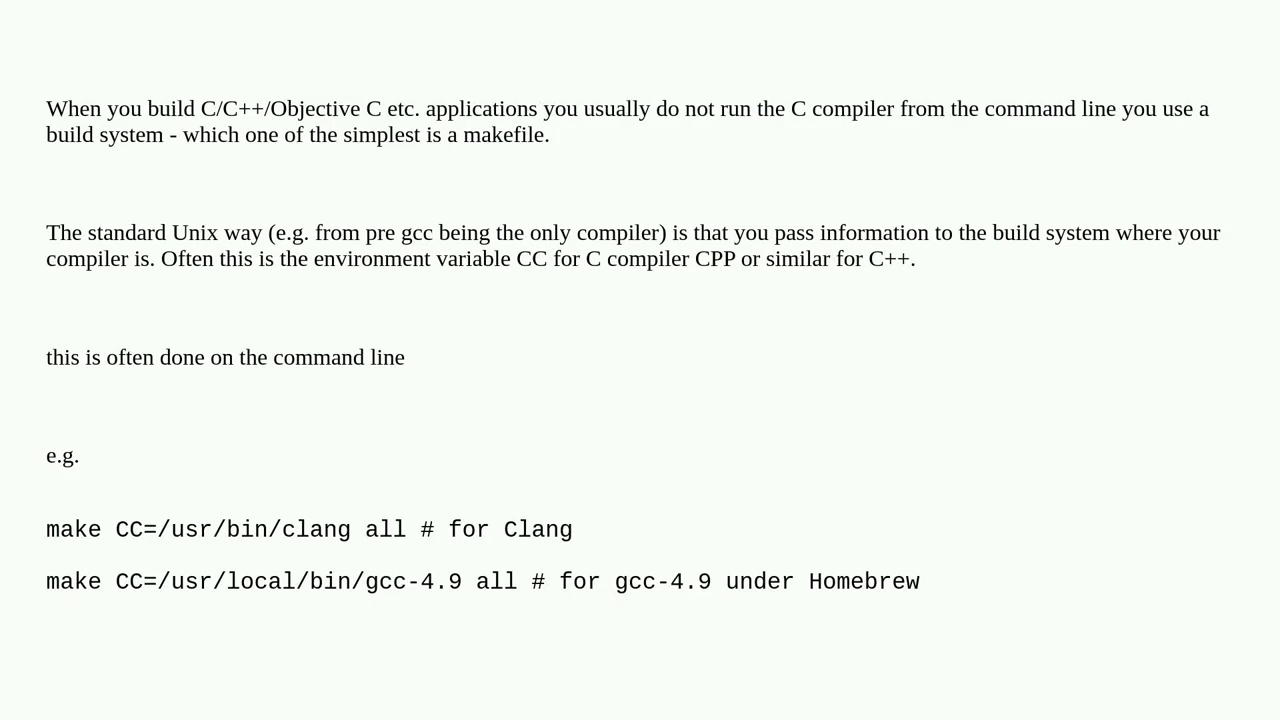 When you build C/C++/Objective C etc. applications you usually do not run the C compiler from the command line you use a
build system - which one of the simplest is a makefile.
The standard Unix way (e.g. from pre gcc being the only compiler) is that you pass information to the build system where your
compiler is. Often this is the environment variable CC for C compiler CPP or similar for C++.
this is often done on the command line
e.g.
make CC=/usr/bin/clang all # for Clang
make CC=/usr/local/bin/gcc-4.9 all # for gcc-4.9 under Homebrew